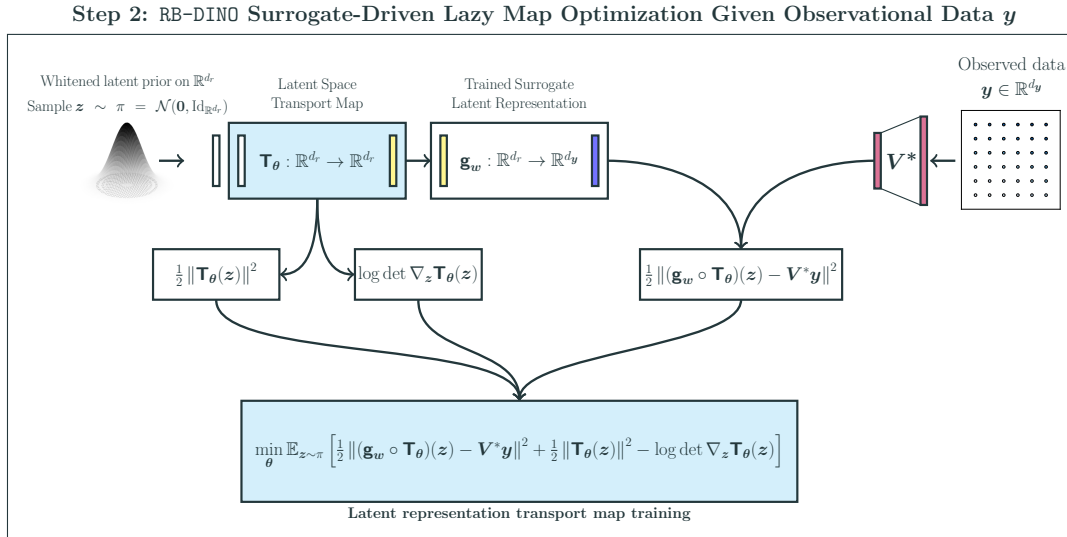 Step 2: RB-DINO Surrogate-Driven Lazy Map Optimization Given Observational Data 𝒚
Whitened latent prior on ℝ^{d_r}
Sample 𝒛 ∼ π = 𝒩(𝟎, Id_{ℝ^{d_r}})
Latent Space
Transport Map
Trained Surrogate
Latent Representation
Observed data
𝒚 ∈ ℝ^{d_𝒚}
𝗧_𝜽 : ℝ^{d_r} → ℝ^{d_r}
𝗴_𝒘 : ℝ^{d_r} → ℝ^{d_𝒚}
𝑽*
½ ‖𝗧_𝜽(𝒛)‖²
log det ∇_𝒛 𝗧_𝜽(𝒛)
½ ‖(𝗴_𝒘 ∘ 𝗧_𝜽)(𝒛) − 𝑽*𝒚‖²
min_𝜽 𝔼_{𝒛∼π} [½ ‖(𝗴_𝒘 ∘ 𝗧_𝜽)(𝒛) − 𝑽*𝒚‖² + ½ ‖𝗧_𝜽(𝒛)‖² − log det ∇_𝒛 𝗧_𝜽(𝒛)]
Latent representation transport map training